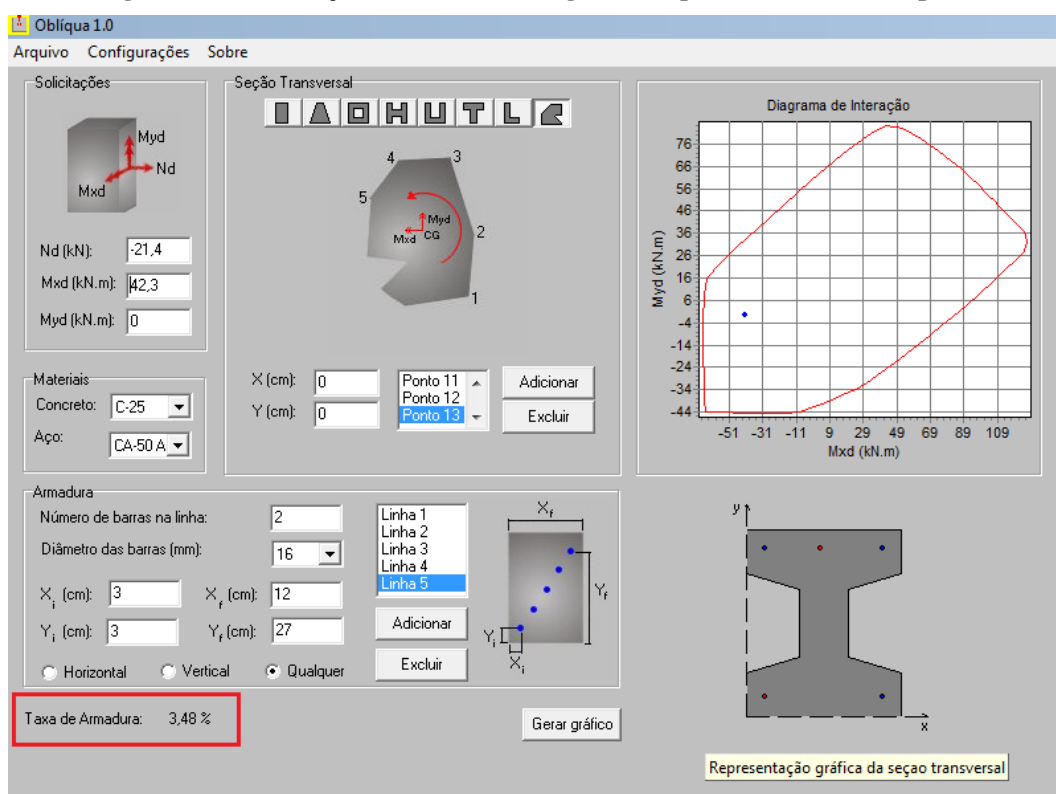 Oblíqua 1.0
Arquivo Configurações Sobre
Solicitações
Myd
Nd
Mxd
Nd (kN): -21,4
Mxd (kN.m): 42,3
Myd (kN.m): 0
Seção Transversal
4
3
5
Myd
Mxd CG
2
1
X (cm): 0
Y (cm): 0
Ponto 11
Ponto 12
Ponto 13
Adicionar
Excluir
Diagrama de Interação
Myd (kN.m)
76
66
56
46
36
26
16
6
-4
-14
-24
-34
-44
-51 -31 -11 9 29 49 69 89 109
Mxd (kN.m)
Materiais
Concreto: C-25
Aço: CA-50 A
Armadura
Número de barras na linha: 2
Diâmetro das barras (mm): 16
Xi (cm): 3 Xf (cm): 12
Yi (cm): 3 Yf (cm): 27
Horizontal Vertical Qualquer
Linha 1
Linha 2
Linha 3
Linha 4
Linha 5
Adicionar
Excluir
Xf
Yf
Yi
Xi
Taxa de Armadura: 3,48 %
Gerar gráfico
y
x
Representação gráfica da seçao transversal